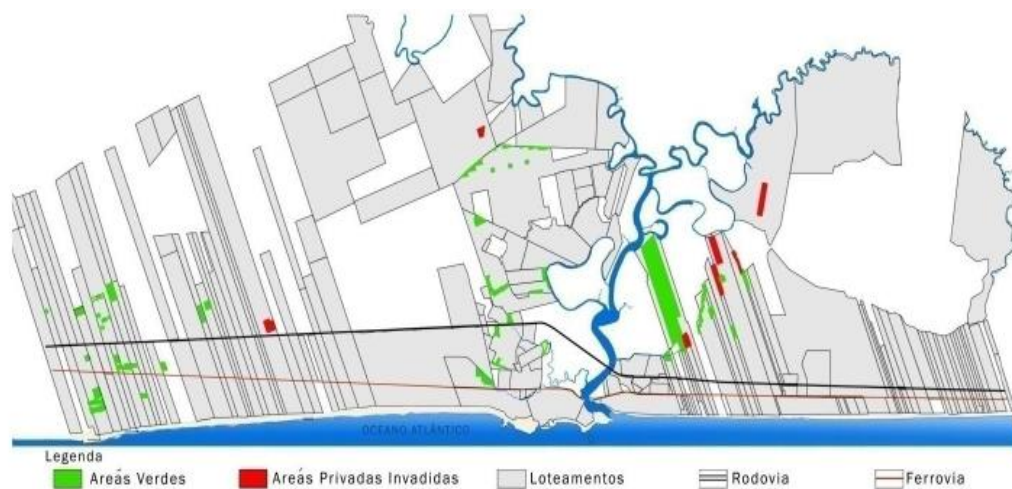 OCEANO ATLÂNTICO
Legenda
Areás Verdes
Areás Privadas Invadidas
Loteamentos
Rodovia
Ferrovia